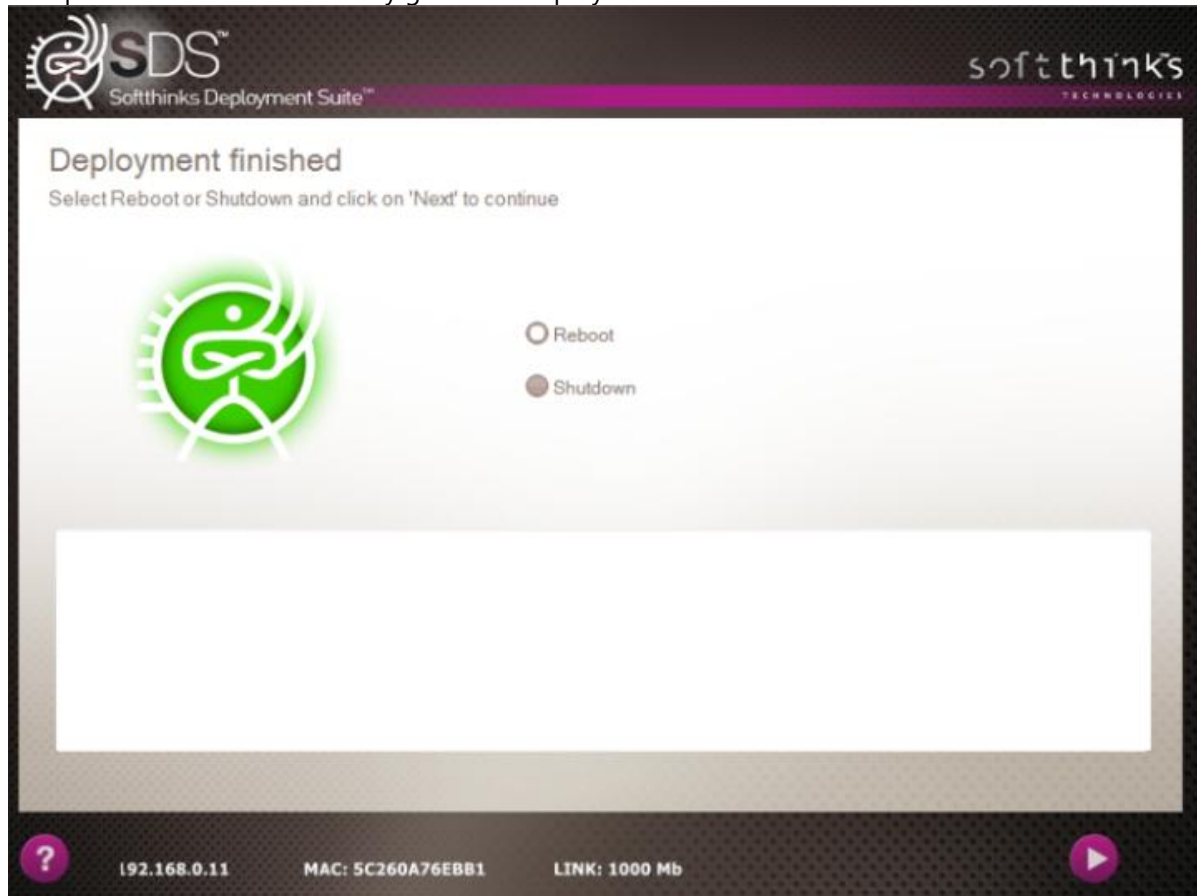 SDS™
Softthinks Deployment Suite™
softthinks
TECHNOLOGIES
Deployment finished
Select Reboot or Shutdown and click on 'Next' to continue
Reboot
Shutdown
?
192.168.0.11 MAC: 5C260A76EBB1 LINK: 1000 Mb